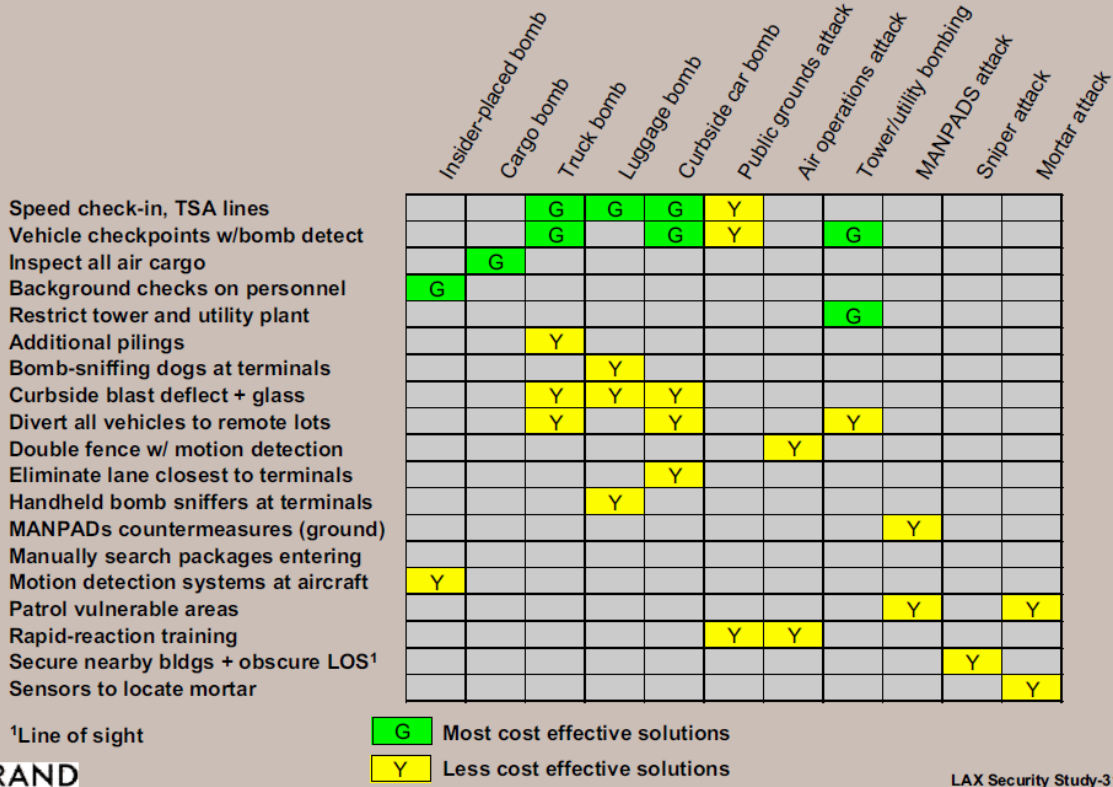 Insider-placed bomb
Cargo bomb
Truck bomb
Luggage bomb
Curbside car bomb
Public grounds attack
Air operations attack
Tower/utility bombing
MANPADS attack
Sniper attack
Mortar attack
Speed check-in, TSA lines G G G Y
Vehicle checkpoints w/bomb detect G G Y G
Inspect all air cargo G
Background checks on personnel G
Restrict tower and utility plant G
Additional pilings Y
Bomb-sniffing dogs at terminals Y
Curbside blast deflect + glass Y Y Y
Divert all vehicles to remote lots Y Y Y
Double fence w/ motion detection Y
Eliminate lane closest to terminals Y
Handheld bomb sniffers at terminals Y
MANPADs countermeasures (ground) Y
Manually search packages entering
Motion detection systems at aircraft Y
Patrol vulnerable areas Y Y
Rapid-reaction training Y Y
Secure nearby bldgs + obscure LOS¹ Y
Sensors to locate mortar Y
¹Line of sight
G Most cost effective solutions
Y Less cost effective solutions
RAND
LAX Security Study-3